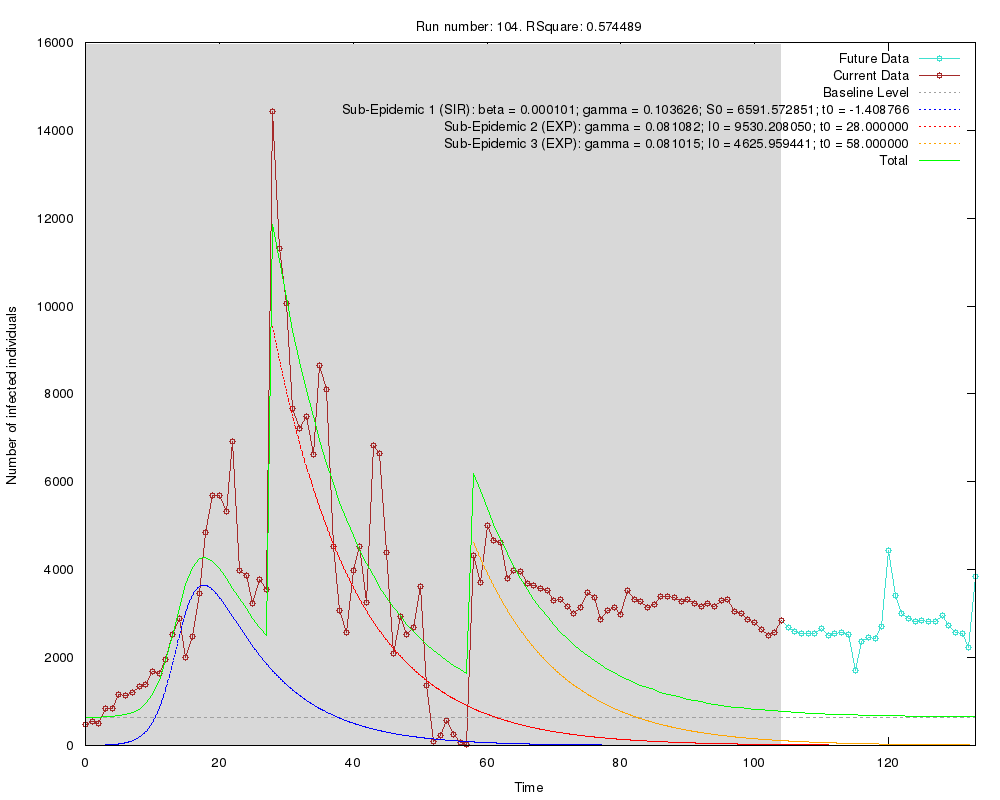 Run number: 104. RSquare: 0.574489
16000
14000
12000
10000
8000
6000
4000
2000
0
Number of infected individuals
Future Data
Current Data
Baseline Level
Sub-Epidemic 1 (SIR): beta = 0.000101; gamma = 0.103626; S0 = 6591.572851; t0 = -1.408766
Sub-Epidemic 2 (EXP): gamma = 0.081082; I0 = 9530.208050; t0 = 28.000000
Sub-Epidemic 3 (EXP): gamma = 0.081015; I0 = 4625.959441; t0 = 58.000000
Total
0 20 40 60 80 100 120
Time